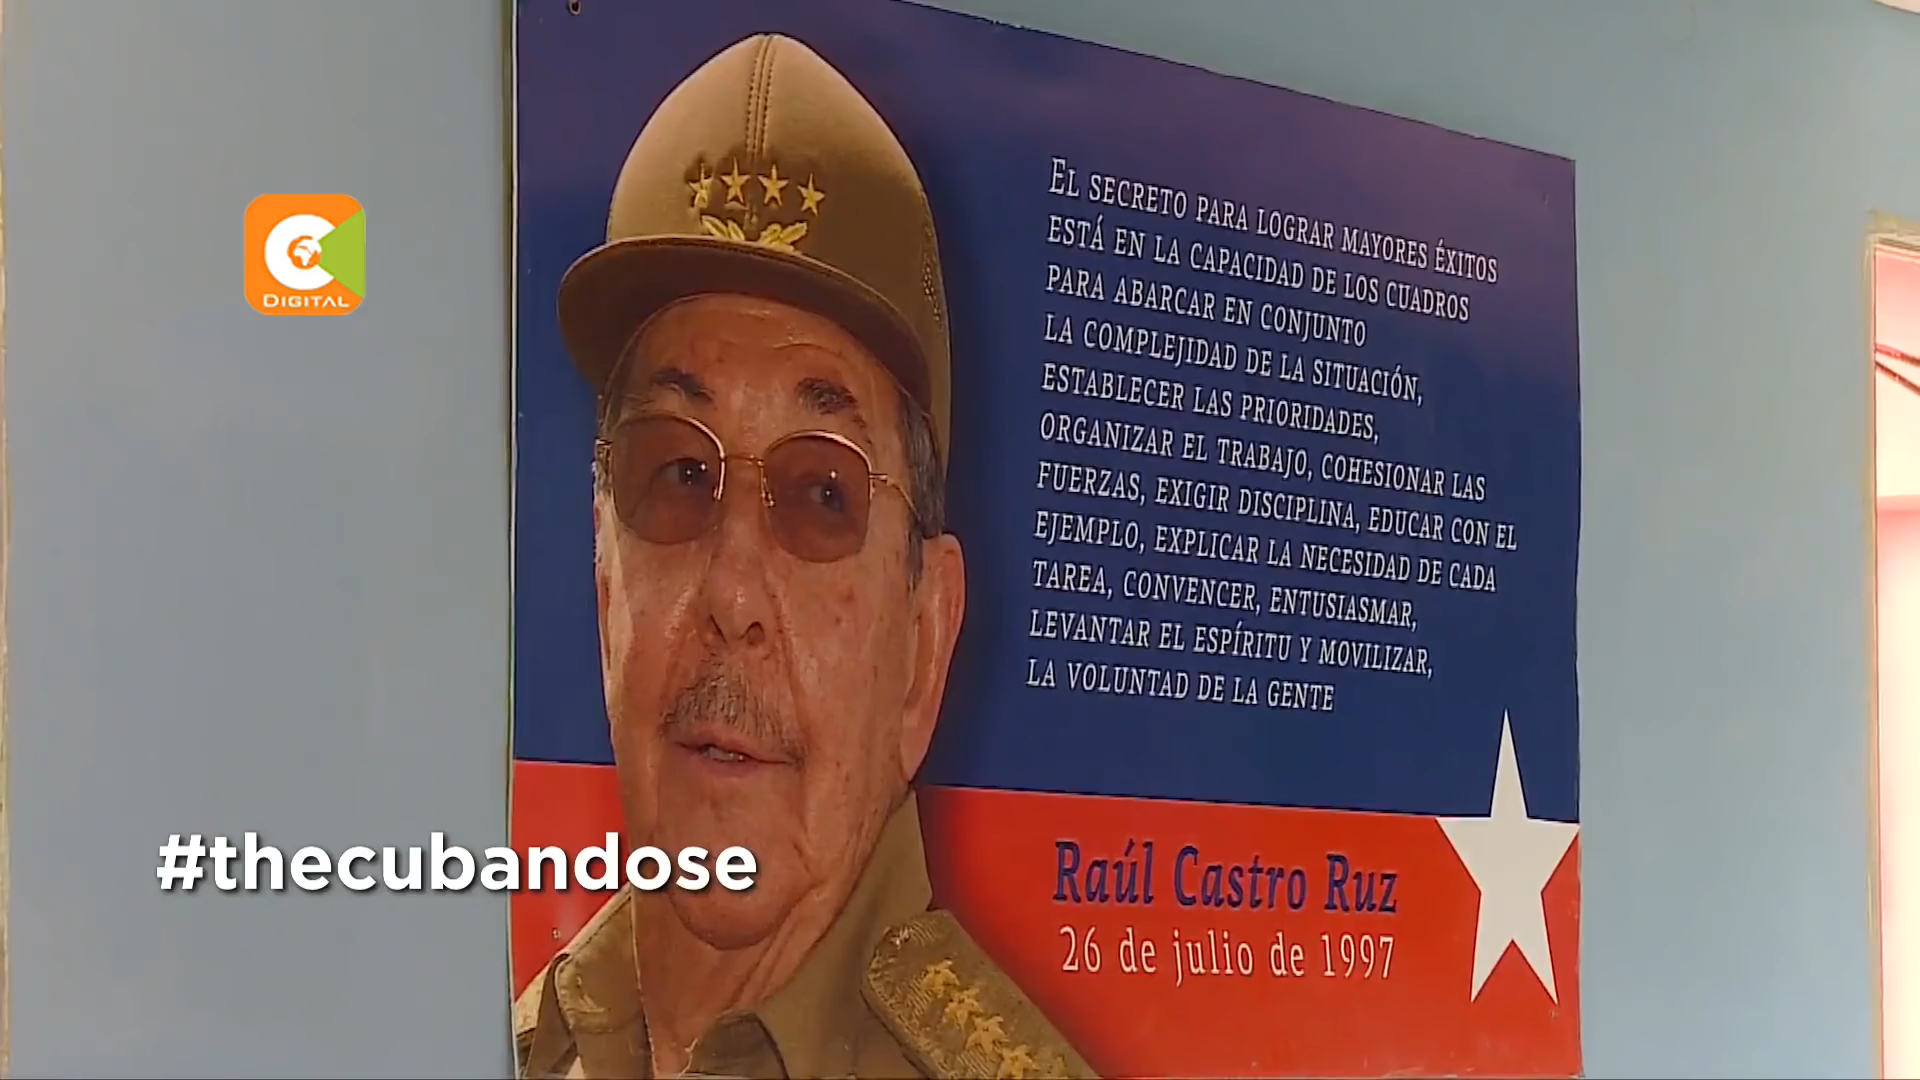 EL SECRETO PARA LOGRAR MAYORES ÉXITOS
ESTÁ EN LA CAPACIDAD DE LOS CUADROS
PARA ABARCAR EN CONJUNTO
LA COMPLEJIDAD DE LA SITUACIÓN,
ESTABLECER LAS PRIORIDADES,
ORGANIZAR EL TRABAJO, COHESIONAR LAS
FUERZAS, EXIGIR DISCIPLINA, EDUCAR CON EL
EJEMPLO, EXPLICAR LA NECESIDAD DE CADA
TAREA, CONVENCER, ENTUSIASMAR,
LEVANTAR EL ESPÍRITU Y MOVILIZAR,
LA VOLUNTAD DE LA GENTE
Raúl Castro Ruz
26 de julio de 1997
C
DIGITAL
#thecubandose